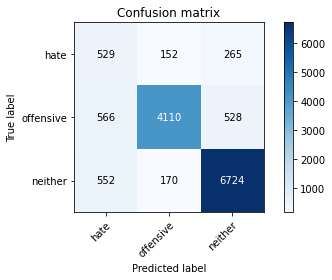 Confusion matrix
hate 529 152 265
offensive 566 4110 528
neither 552 170 6724
hate offensive neither
Predicted label
True label
6000
5000
4000
3000
2000
1000